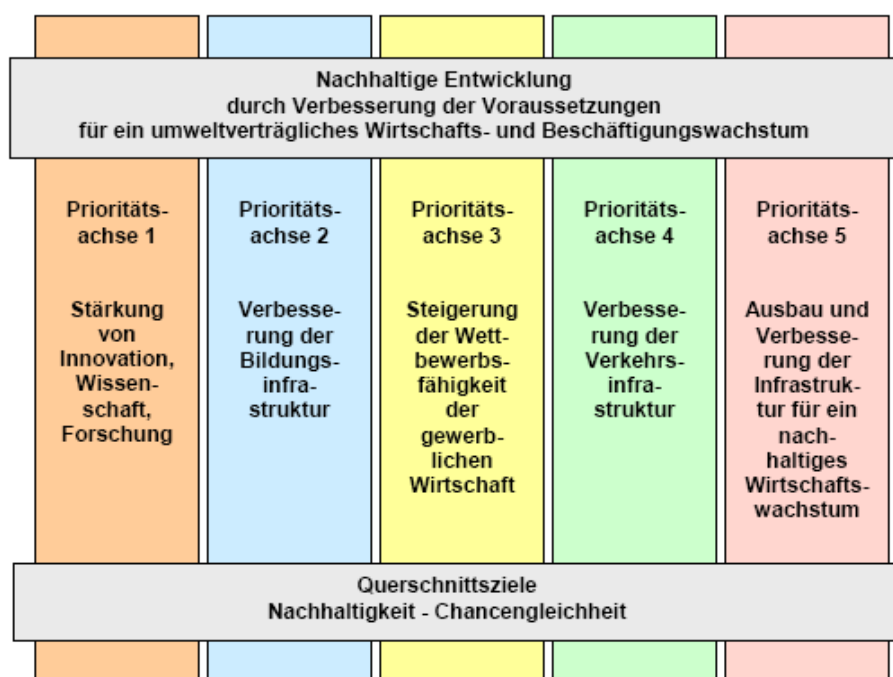 Nachhaltige Entwicklung
durch Verbesserung der Voraussetzungen
für ein umweltverträgliches Wirtschafts- und Beschäftigungswachstum
Prioritäts-
achse 1
Stärkung
von
Innovation,
Wissen-
schaft,
Forschung
Prioritäts-
achse 2
Verbesse-
rung der
Bildungs-
infra-
struktur
Prioritäts-
achse 3
Steigerung
der Wett-
bewerbs-
fähigkeit
der
gewerb-
lichen
Wirtschaft
Prioritäts-
achse 4
Verbesse-
rung der
Verkehrs-
infra-
struktur
Prioritäts-
achse 5
Ausbau und
Verbesse-
rung der
Infrastruk-
tur für ein
nach-
haltiges
Wirtschafts-
wachstum
Querschnittsziele
Nachhaltigkeit - Chancengleichheit